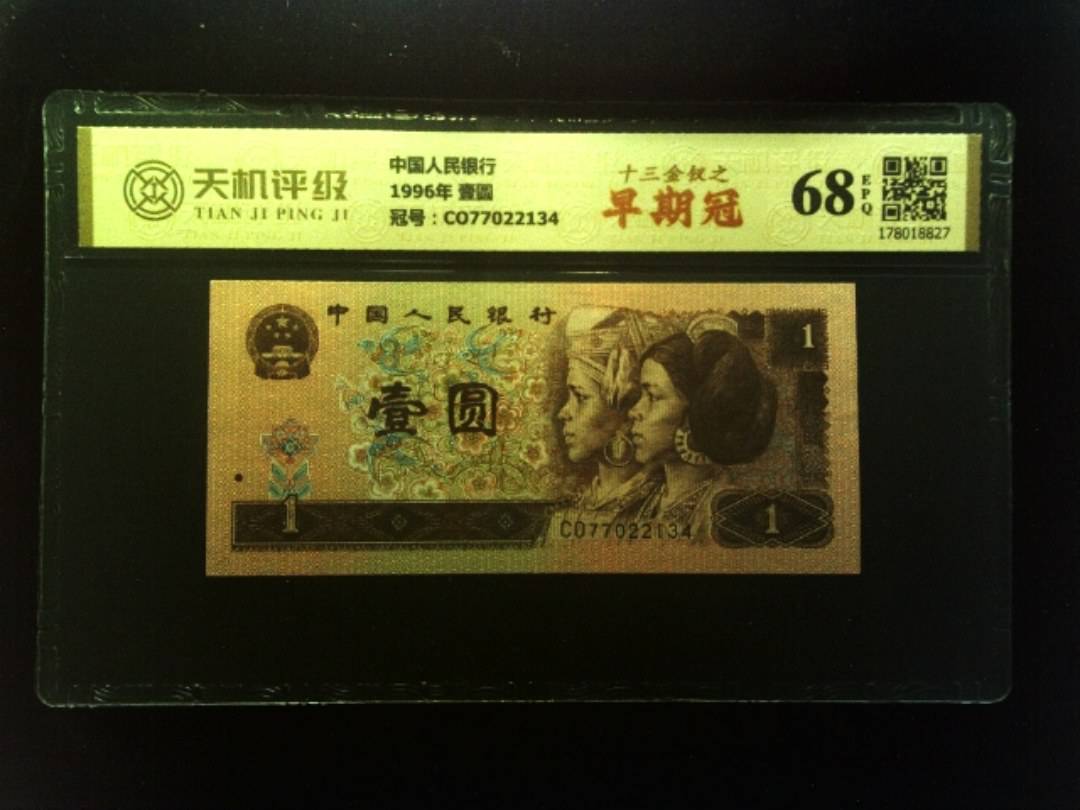 天机评级
TIAN JI PING JI
中国人民银行
1996年 壹圆
冠号：CO77022134
十三金钗之
早期冠
68
EPQ
178018827
中国人民银行
壹圆
1
1
1
CO77022134